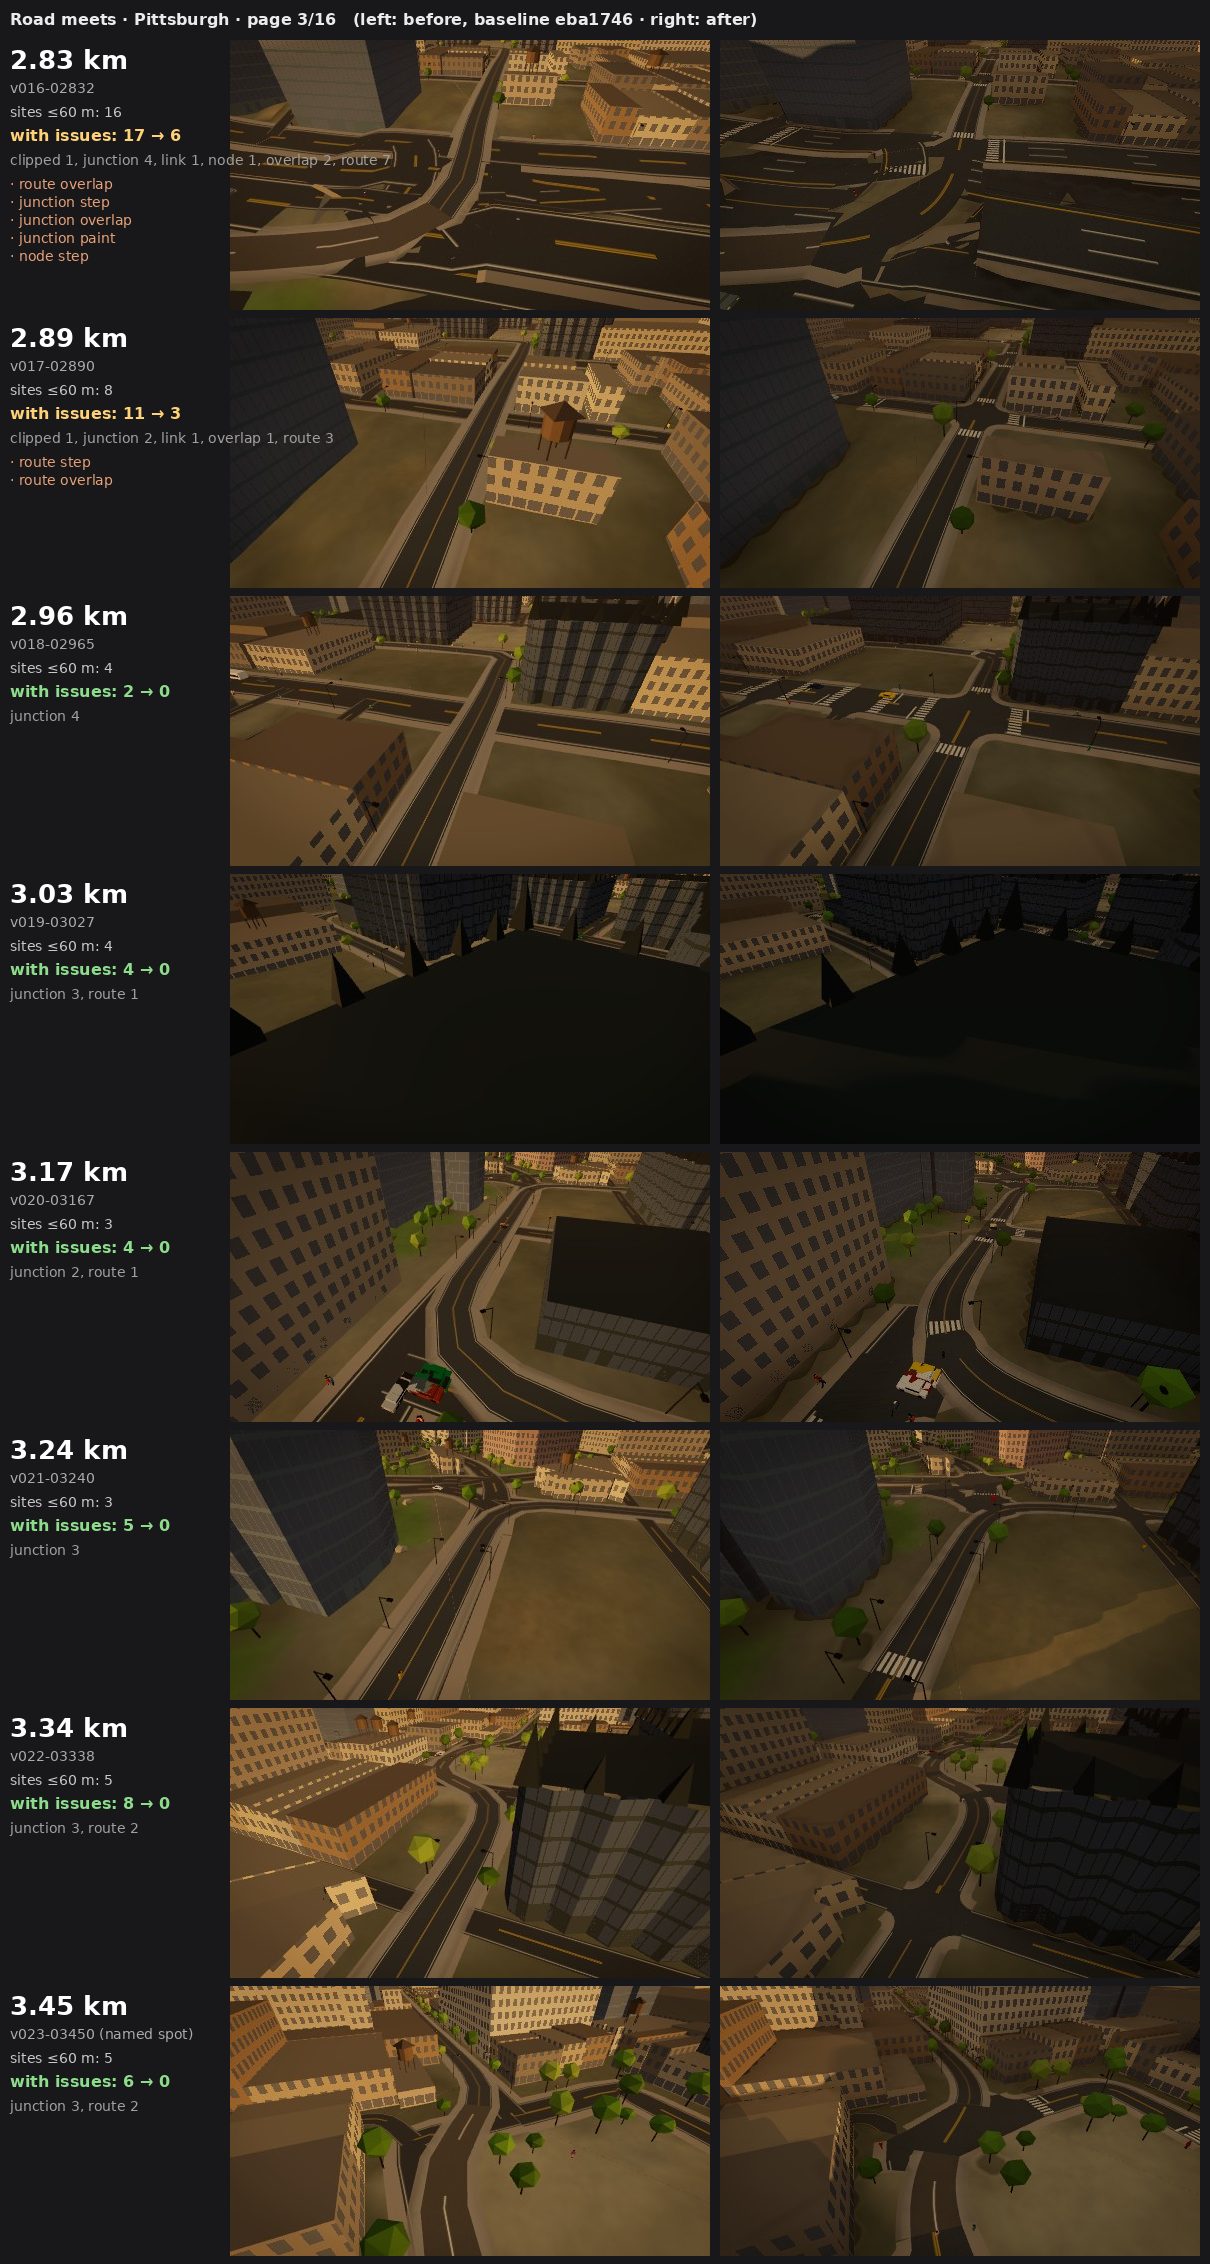 Road meets · Pittsburgh · page 3/16   (left: before, baseline eba1746 · right: after)
2.83 km
v016-02832
sites ≤60 m: 16
with issues: 17 → 6
clipped 1, junction 4, link 1, node 1, overlap 2, route 7
· route overlap
· junction step
· junction overlap
· junction paint
· node step
2.89 km
v017-02890
sites ≤60 m: 8
with issues: 11 → 3
clipped 1, junction 2, link 1, overlap 1, route 3
· route step
· route overlap
2.96 km
v018-02965
sites ≤60 m: 4
with issues: 2 → 0
junction 4
3.03 km
v019-03027
sites ≤60 m: 4
with issues: 4 → 0
junction 3, route 1
3.17 km
v020-03167
sites ≤60 m: 3
with issues: 4 → 0
junction 2, route 1
3.24 km
v021-03240
sites ≤60 m: 3
with issues: 5 → 0
junction 3
3.34 km
v022-03338
sites ≤60 m: 5
with issues: 8 → 0
junction 3, route 2
3.45 km
v023-03450 (named spot)
sites ≤60 m: 5
with issues: 6 → 0
junction 3, route 2